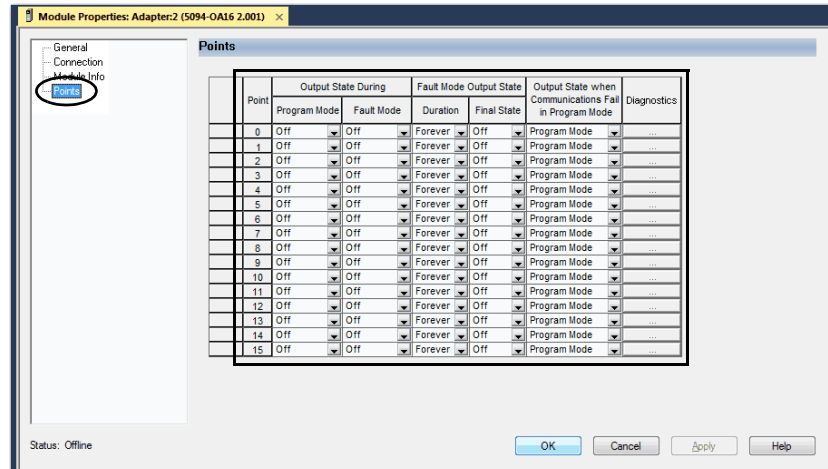 Module Properties: Adapter:2 (5094-OA16 2.001) ×
General
Connection
Module Info
Points
Points
Point
Output State During
Program Mode
Fault Mode
Fault Mode Output State
Duration
Final State
Output State when
Communications Fail
in Program Mode
Diagnostics
0 Off Off Forever Off Program Mode ...
1 Off Off Forever Off Program Mode ...
2 Off Off Forever Off Program Mode ...
3 Off Off Forever Off Program Mode ...
4 Off Off Forever Off Program Mode ...
5 Off Off Forever Off Program Mode ...
6 Off Off Forever Off Program Mode ...
7 Off Off Forever Off Program Mode ...
8 Off Off Forever Off Program Mode ...
9 Off Off Forever Off Program Mode ...
10 Off Off Forever Off Program Mode ...
11 Off Off Forever Off Program Mode ...
12 Off Off Forever Off Program Mode ...
13 Off Off Forever Off Program Mode ...
14 Off Off Forever Off Program Mode ...
15 Off Off Forever Off Program Mode ...
Status: Offline
OK Cancel Apply Help